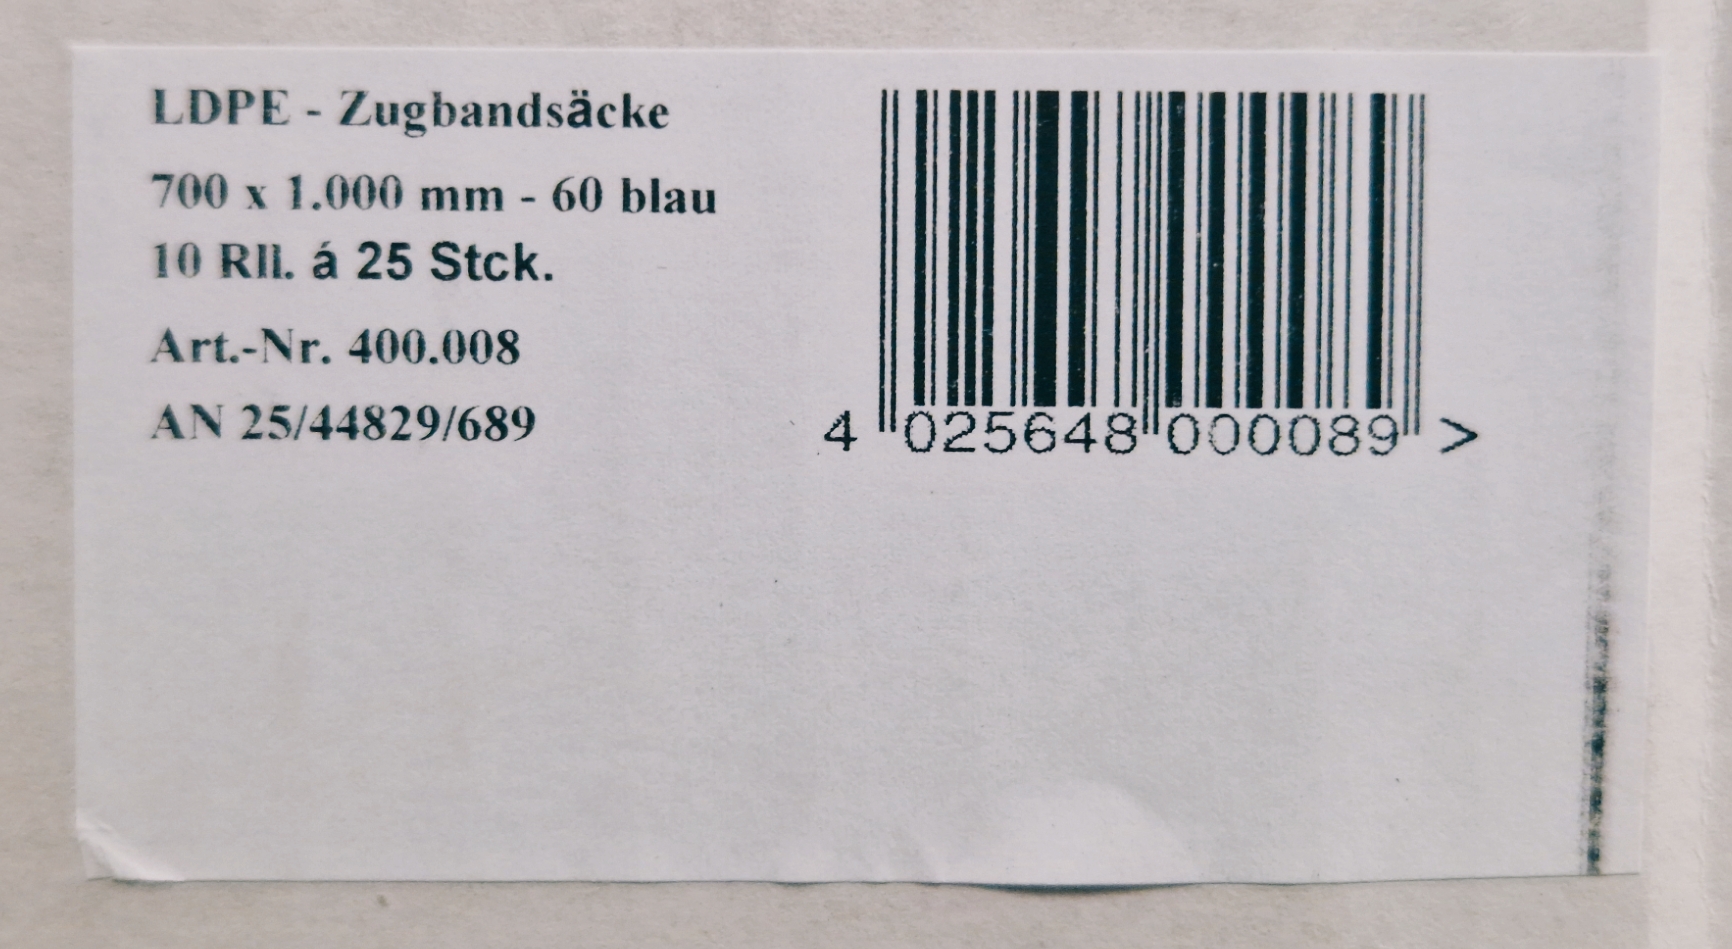 LDPE - Zugbandsäcke
700 x 1.000 mm - 60 blau
10 Rll. á 25 Stck.
Art.-Nr. 400.008
AN 25/44829/689
4 025648 000089 >